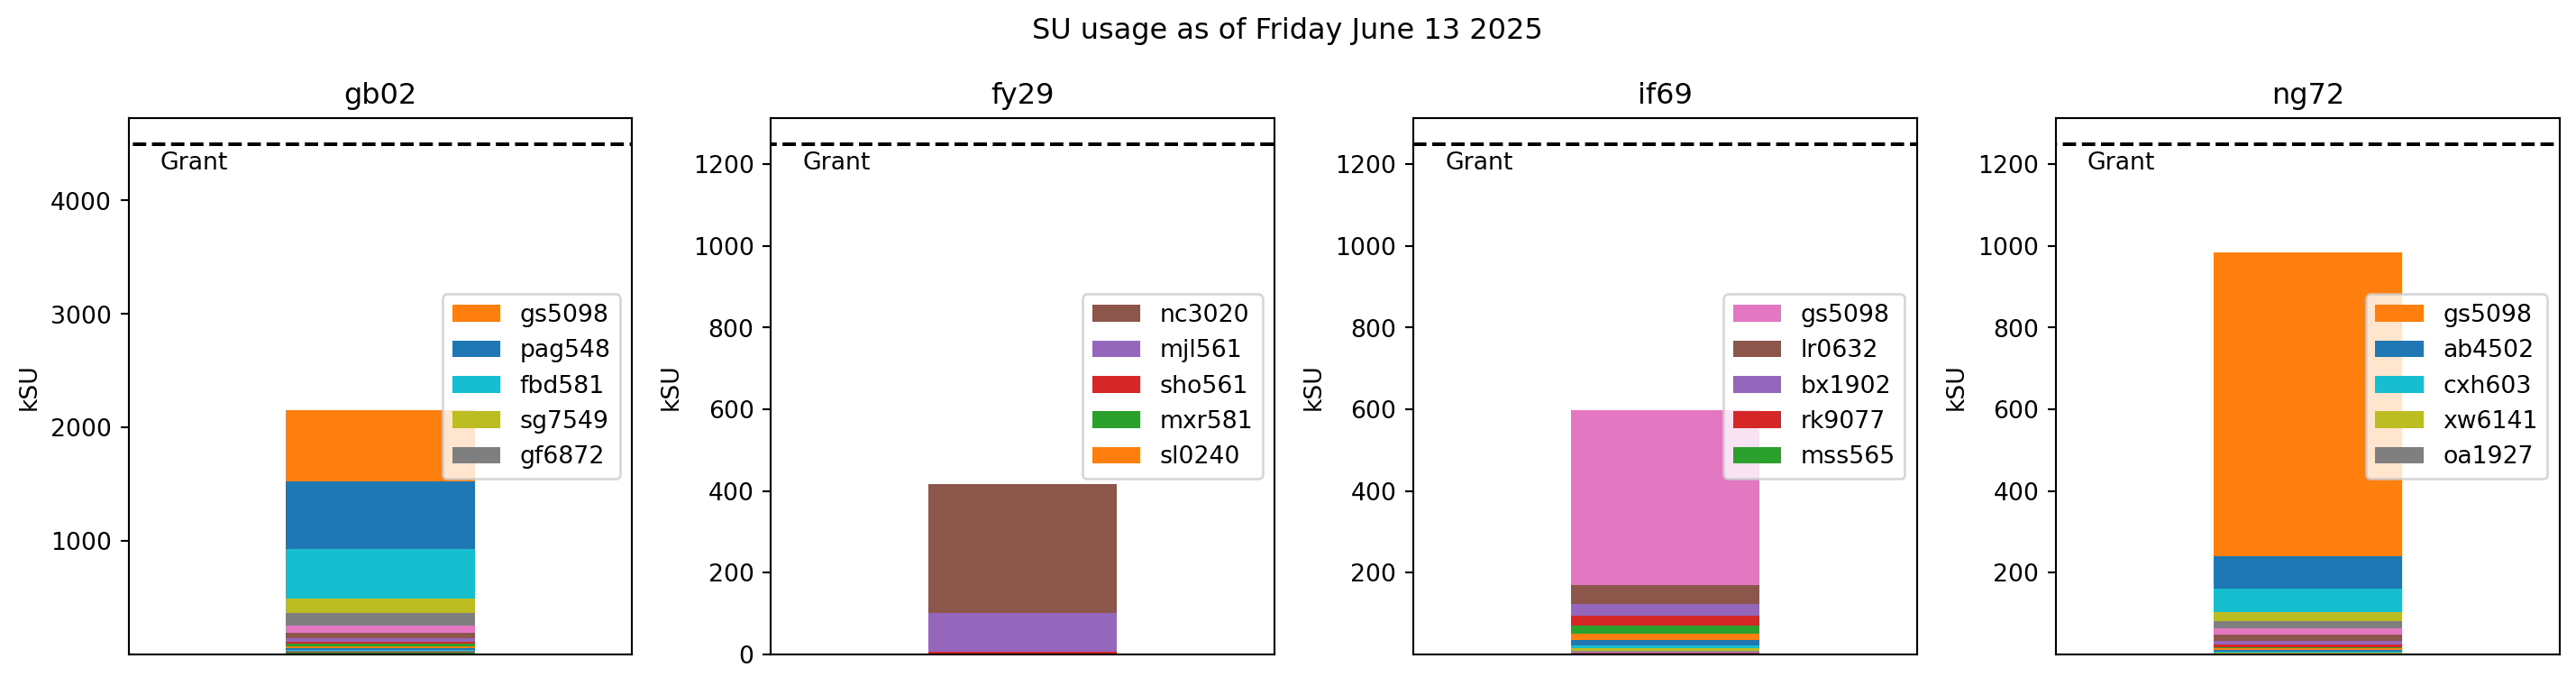 SU usage as of Friday June 13 2025
gb02
kSU
4000
3000
2000
1000
Grant
gs5098
pag548
fbd581
sg7549
gf6872
fy29
kSU
1200
1000
800
600
400
200
0
Grant
nc3020
mjl561
sho561
mxr581
sl0240
if69
kSU
1200
1000
800
600
400
200
Grant
gs5098
lr0632
bx1902
rk9077
mss565
ng72
kSU
1200
1000
800
600
400
200
Grant
gs5098
ab4502
cxh603
xw6141
oa1927